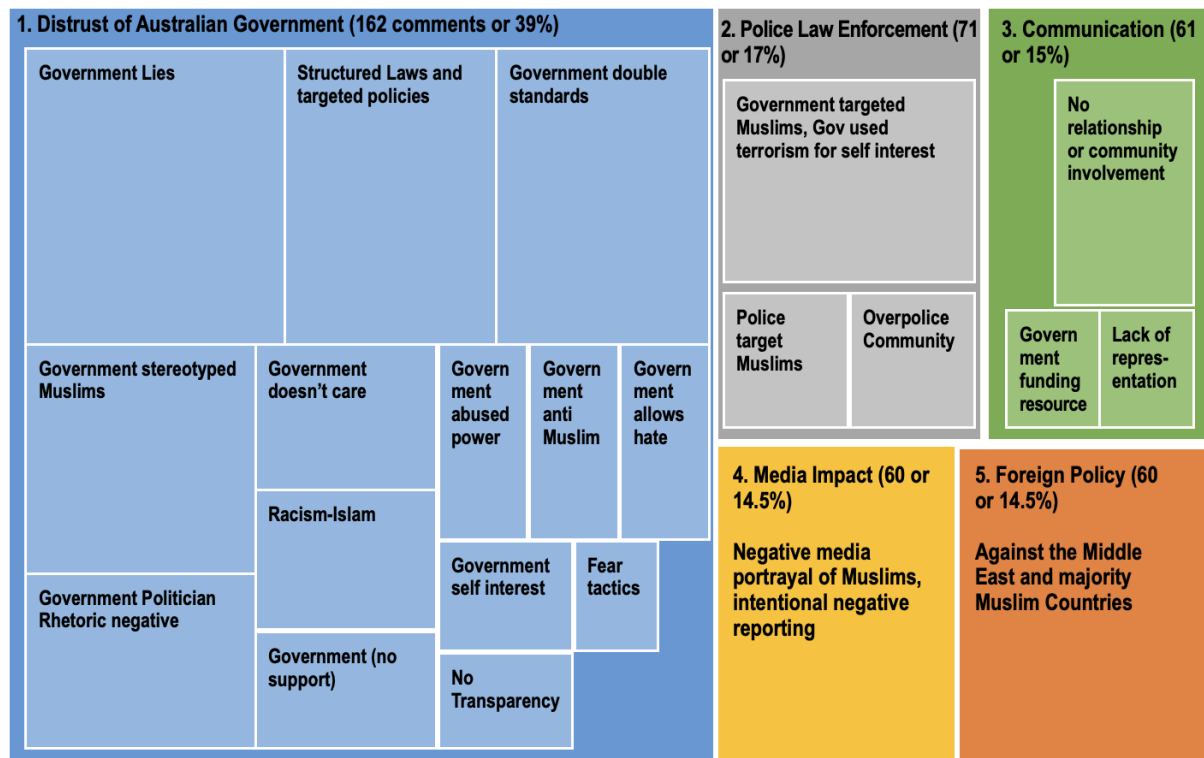 1. Distrust of Australian Government (162 comments or 39%)
Government Lies
Structured Laws and
targeted policies
Government double
standards
Government stereotyped
Muslims
Government
doesn't care
Govern
ment
abused
power
Govern
ment
anti
Muslim
Govern
ment
allows
hate
Racism-Islam
Government
self interest
Fear
tactics
Government Politician
Rhetoric negative
Government (no
support)
No
Transparency
2. Police Law Enforcement (71
or 17%)
Government targeted
Muslims, Gov used
terrorism for self interest
Police
target
Muslims
Overpolice
Community
3. Communication (61
or 15%)
No
relationship
or community
involvement
Govern
ment
funding
resource
Lack of
repres-
entation
4. Media Impact (60 or
14.5%)
Negative media
portrayal of Muslims,
intentional negative
reporting
5. Foreign Policy (60
or 14.5%)
Against the Middle
East and majority
Muslim Countries